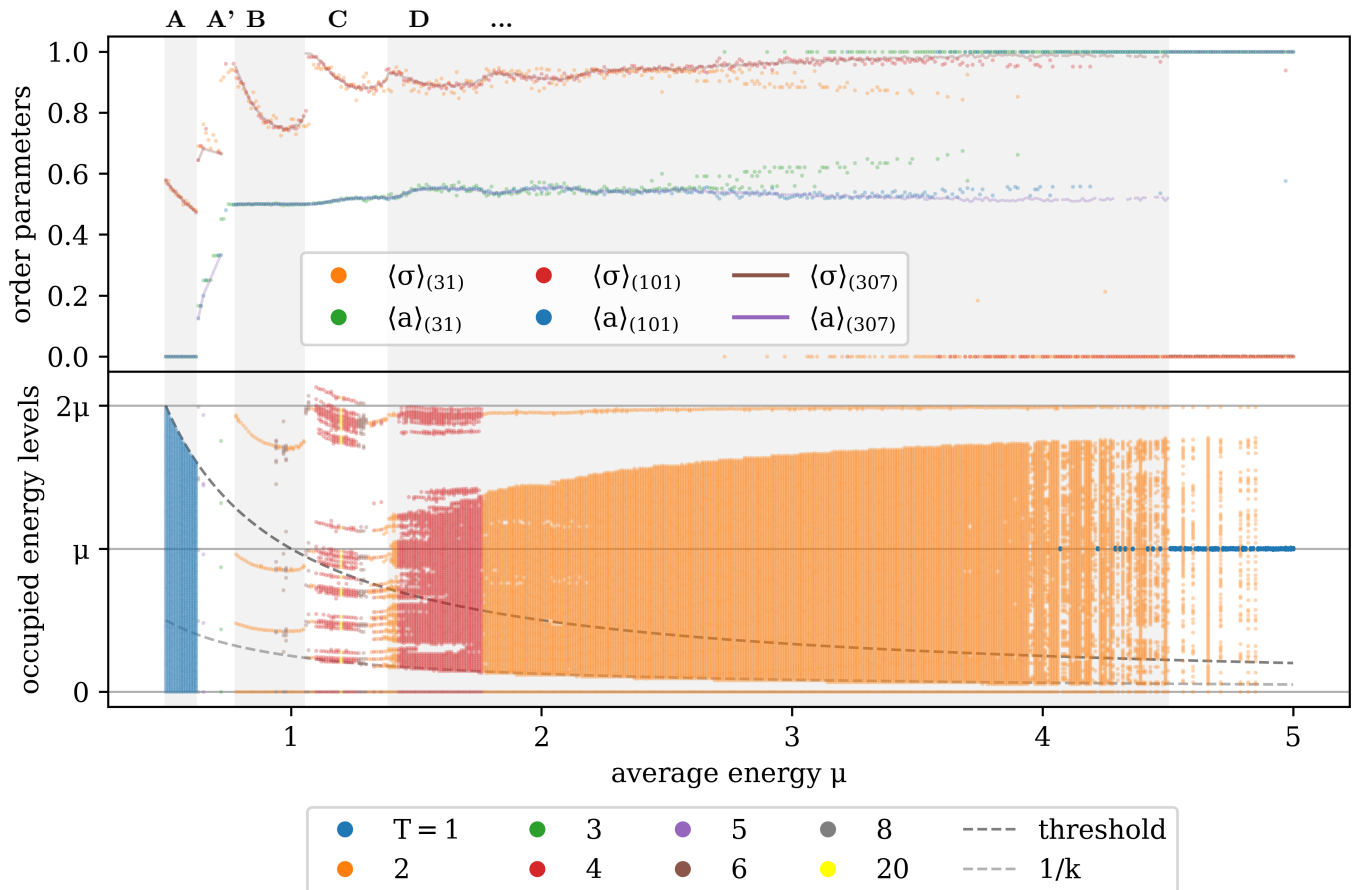 A A' B C D ...
1.0
0.8
0.6
0.4
0.2
0.0
order parameters
⟨σ⟩(31) ⟨σ⟩(101) ⟨σ⟩(307)
⟨a⟩(31) ⟨a⟩(101) ⟨a⟩(307)
2μ
μ
0
occupied energy levels
1 2 3 4 5
average energy μ
T = 1 3 5 8 threshold
2 4 6 20 1/k